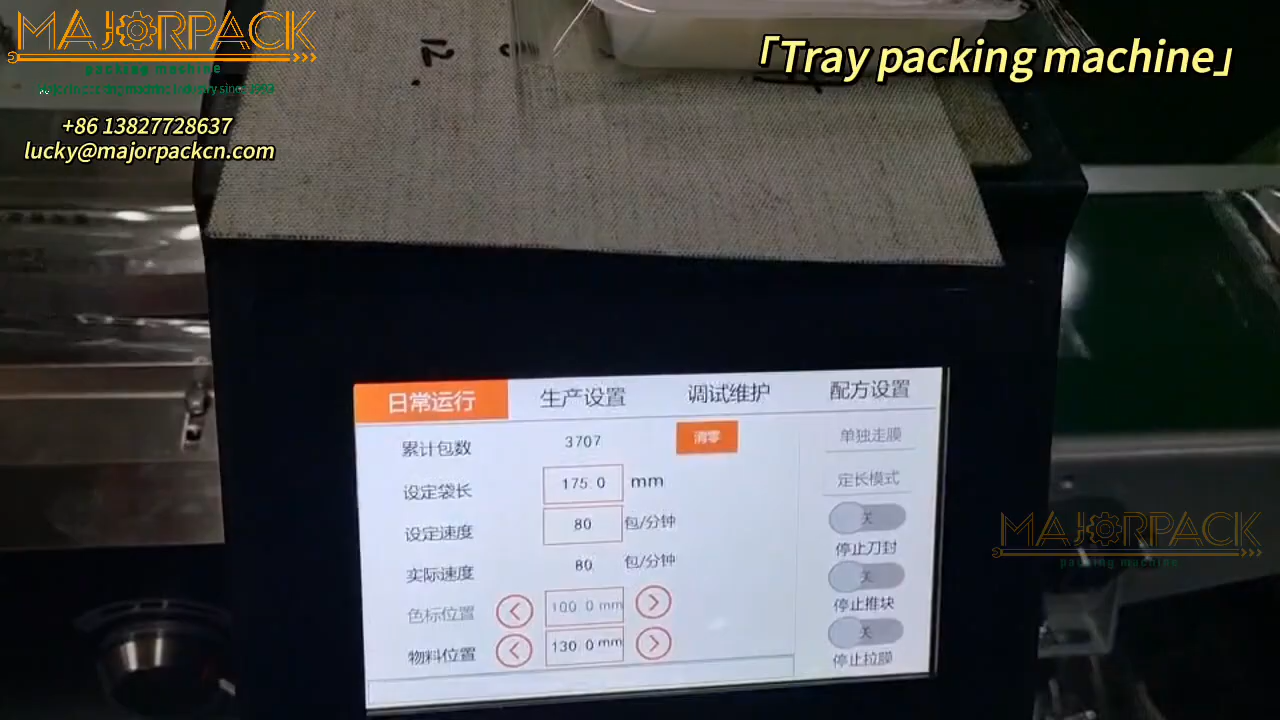 MAJORPACK
packing machine
「Tray packing machine」
+86 13827728637
lucky@majorpackcn.com
12
日常运行 生产设置 调试维护 配方设置
累计包数 3707 清零 单独走膜
设定袋长 175.0 mm 定长模式
设定速度 80 包/分钟 关
停止刀封
实际速度 80 包/分钟 关
色标位置 < 100.0 mm > 停止推块
关
物料位置 < 130.0 mm > 停止拉膜
MAJORPACK
packing machine